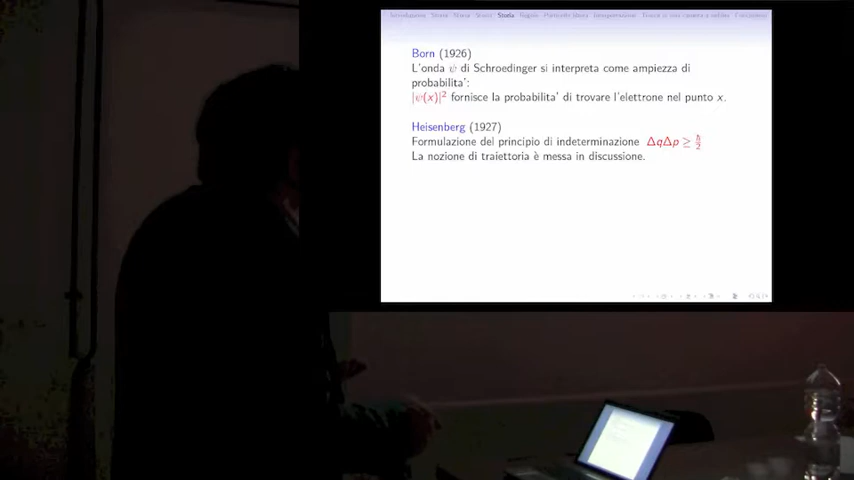 Storia
Born (1926)
L'onda ψ di Schroedinger si interpreta come ampiezza di
probabilita':
|ψ(x)|² fornisce la probabilita' di trovare l'elettrone nel punto x.
Heisenberg (1927)
Formulazione del principio di indeterminazione ΔqΔp ≥ ℏ/2
La nozione di traiettoria è messa in discussione.